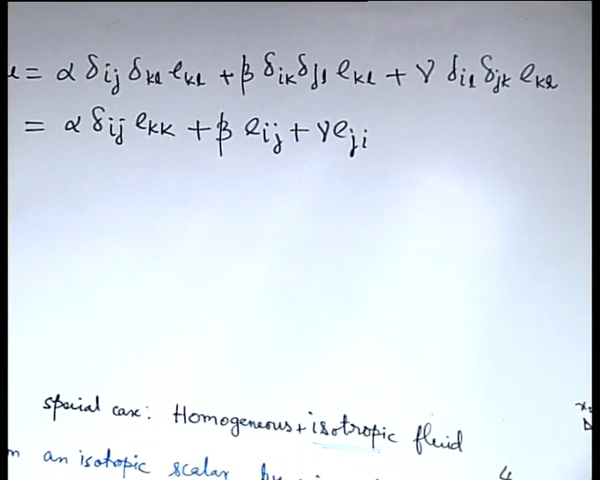 = α δij δkl ekl + β δik δjl ekl + γ δil δjk ekl
= α δij ekk + β eij + γ eji
special case: Homogeneous + isotropic fluid
an isotopic scalar